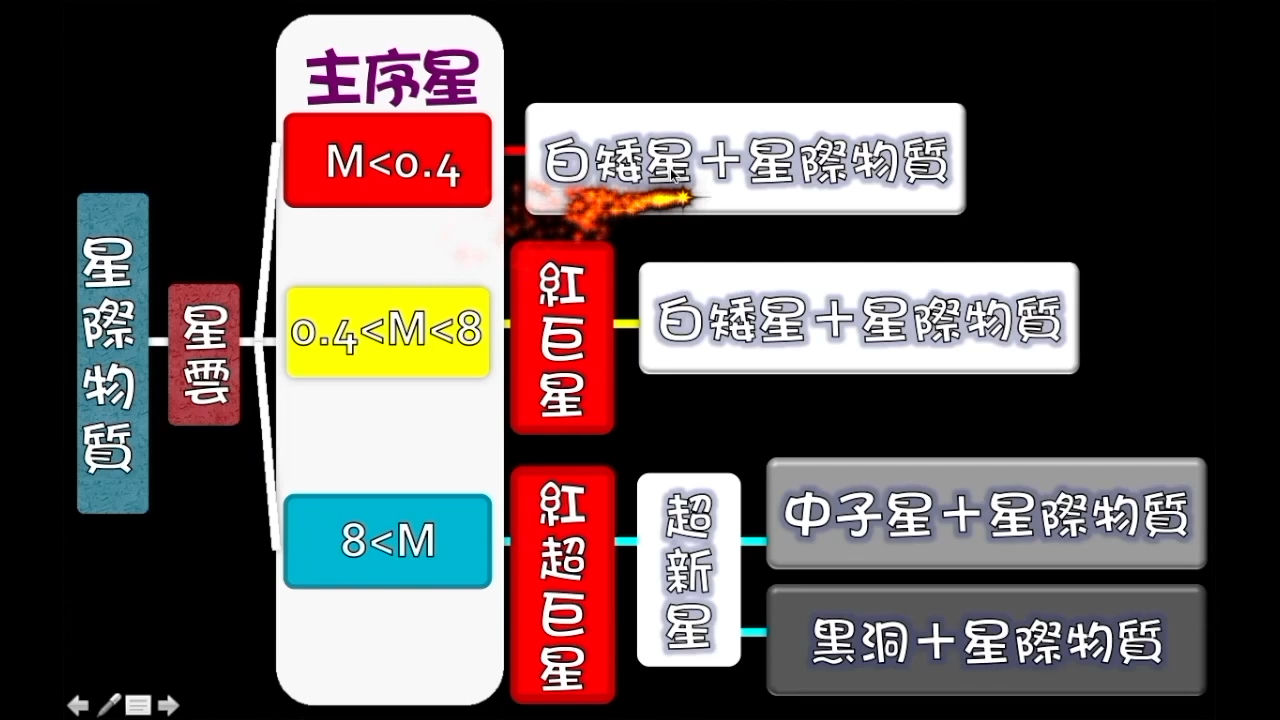 星際物質
星雲
主序星
M<0.4
白矮星＋星際物質
0.4<M<8
紅巨星
白矮星＋星際物質
8<M
紅超巨星
超新星
中子星＋星際物質
黑洞＋星際物質